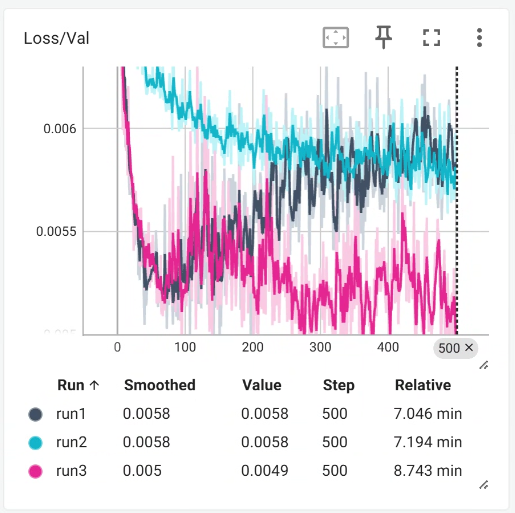 Loss/Val
0.006
0.0055
0.005
0 100 200 300 400 500 ×
Run ↑ Smoothed Value Step Relative
run1 0.0058 0.0058 500 7.046 min
run2 0.0058 0.0058 500 7.194 min
run3 0.005 0.0049 500 8.743 min